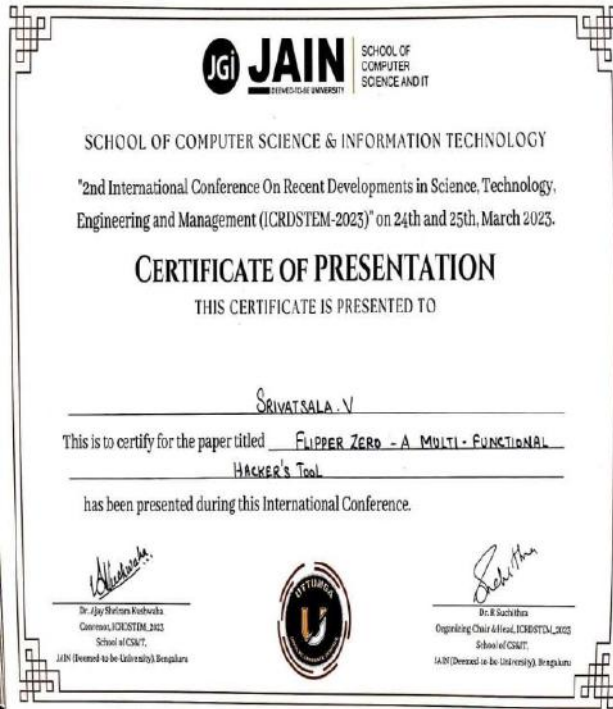 JGi JAIN
DEEMED-TO-BE UNIVERSITY
SCHOOL OF
COMPUTER
SCIENCE AND IT
SCHOOL OF COMPUTER SCIENCE & INFORMATION TECHNOLOGY
"2nd International Conference On Recent Developments in Science, Technology,
Engineering and Management (ICRDSTEM-2023)" on 24th and 25th, March 2023.
CERTIFICATE OF PRESENTATION
THIS CERTIFICATE IS PRESENTED TO
SRIVATSALA.V
This is to certify for the paper titled FLIPPER ZERO - A MULTI-FUNCTIONAL
HACKER'S TOOL
has been presented during this International Conference.
Dr. Ajay Shriram Kushwaha
Convenor, ICRDSTEM_2023
School of CS&IT,
JAIN (Deemed-to-be-University), Bengaluru
UTTUNGA
Suchithra
Dr. R Suchithra
Organizing Chair & Head, ICRDSTEM_2023
School of CS&IT,
JAIN (Deemed-to-be-University), Bengaluru